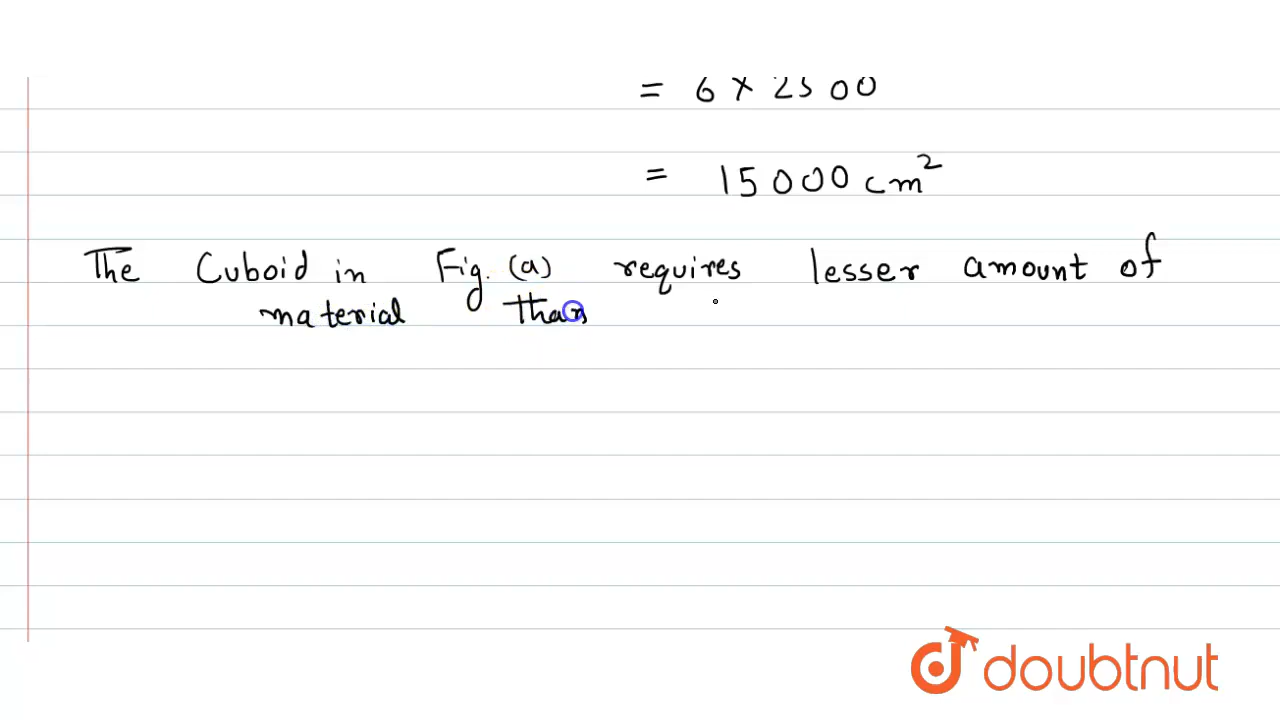 = 6 × 2500
= 15000 cm²
The Cuboid in Fig. (a) requires lesser amount of
material than
doubtnut